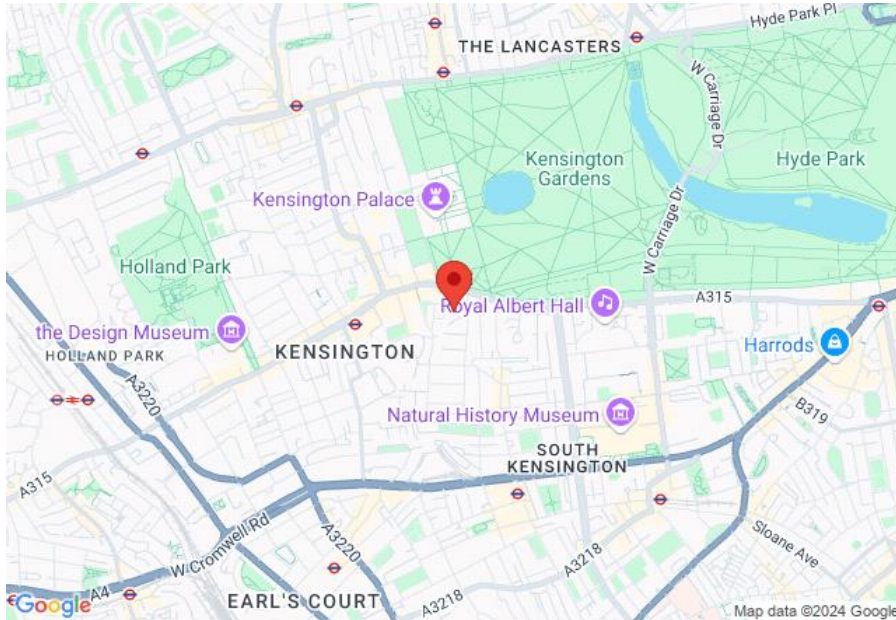 Hyde Park Pl
THE LANCASTERS
W Carriage Dr
Kensington
Gardens
Hyde Park
Kensington Palace
W Carriage Dr
Holland Park
Royal Albert Hall
A315
the Design Museum
HOLLAND PARK
KENSINGTON
Harrods
A3220
B319
Natural History Museum
SOUTH
KENSINGTON
A315
W Cromwell Rd
A3220
Sloane Ave
A3218
A4
EARL'S COURT
A3218
Google
Map data ©2024 Google